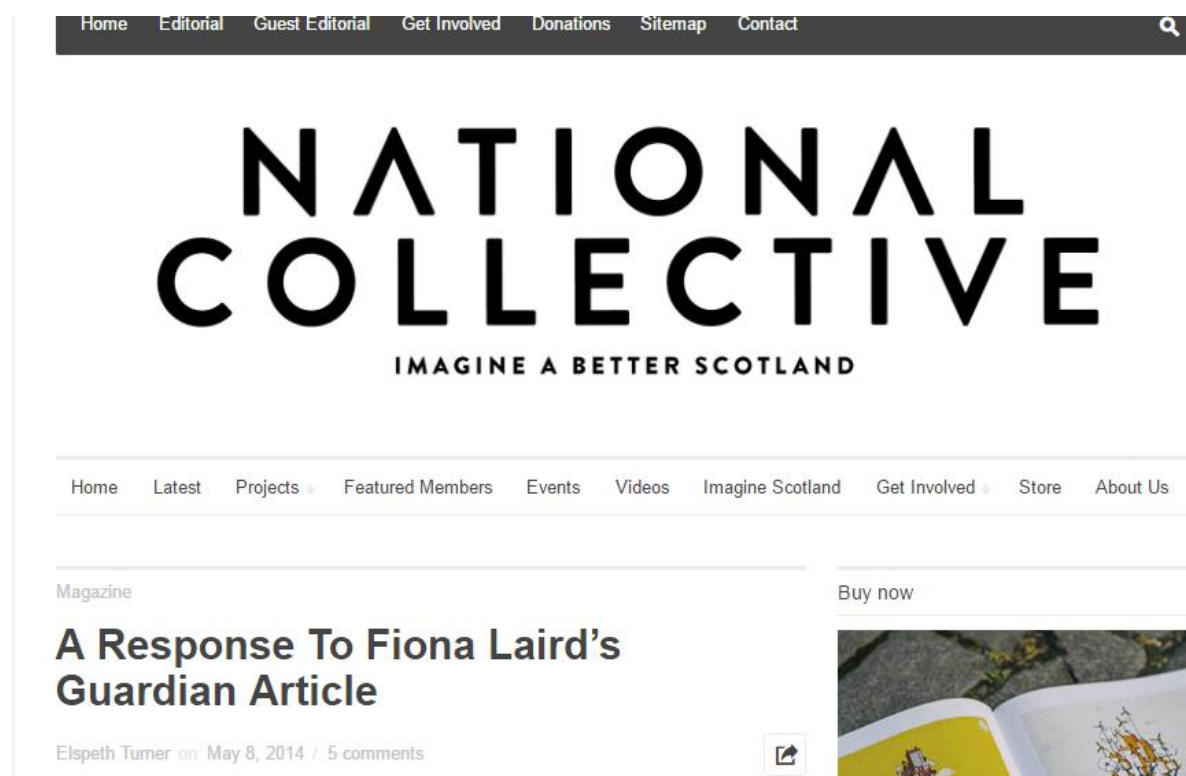 Home Editorial Guest Editorial Get Involved Donations Sitemap Contact
NATIONAL
COLLECTIVE
IMAGINE A BETTER SCOTLAND
Home Latest Projects Featured Members Events Videos Imagine Scotland Get Involved Store About Us
Magazine
A Response To Fiona Laird’s
Guardian Article
Elspeth Turner on May 8, 2014 / 5 comments
Buy now